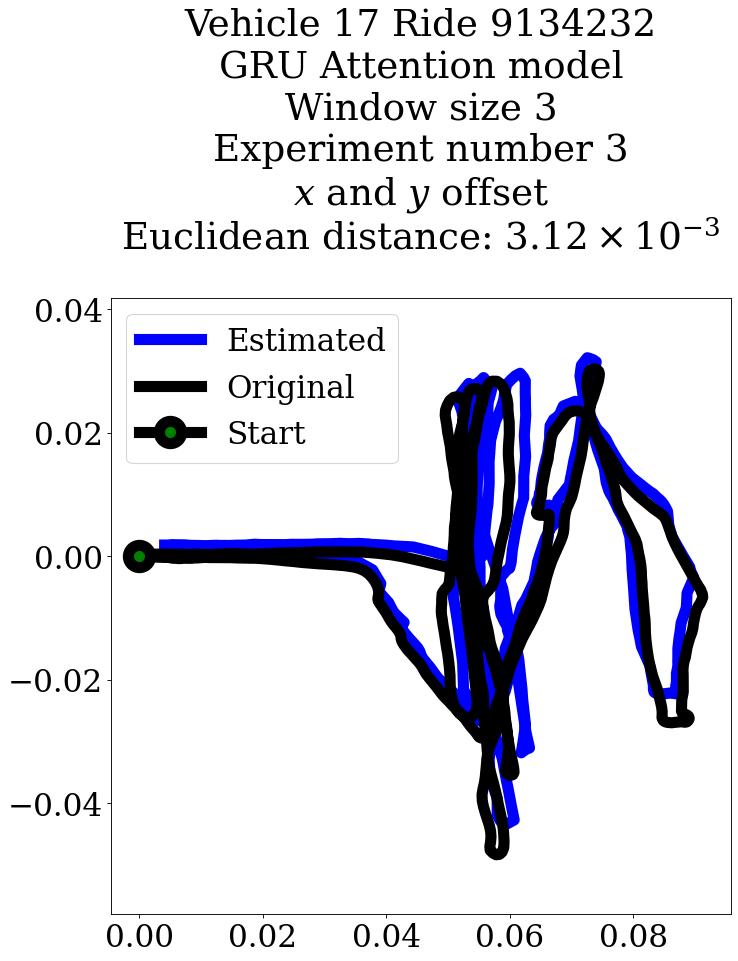 Vehicle 17 Ride 9134232
GRU Attention model
Window size 3
Experiment number 3
x and y offset
Euclidean distance: 3.12 × 10⁻³
Estimated
Original
Start
0.04
0.02
0.00
−0.02
−0.04
0.00 0.02 0.04 0.06 0.08